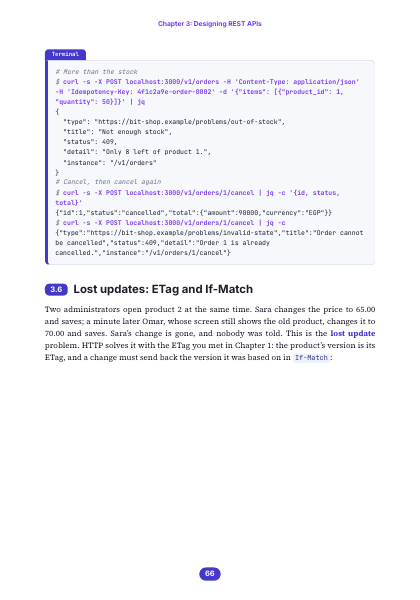 Chapter 3: Designing REST APIs
Terminal
# More than the stock
$ curl -s -X POST localhost:3000/v1/orders -H 'Content-Type: application/json'
-H 'Idempotency-Key: 4f1c2a9e-order-0002' -d '{"items": [{"product_id": 1,
"quantity": 50}]}' | jq
{
  "type": "https://bit-shop.example/problems/out-of-stock",
  "title": "Not enough stock",
  "status": 409,
  "detail": "Only 8 left of product 1.",
  "instance": "/v1/orders"
}
# Cancel, then cancel again
$ curl -s -X POST localhost:3000/v1/orders/1/cancel | jq -c '{id, status,
total}'
{"id":1,"status":"cancelled","total":{"amount":90000,"currency":"EGP"}}
$ curl -s -X POST localhost:3000/v1/orders/1/cancel | jq -c
{"type":"https://bit-shop.example/problems/invalid-state","title":"Order cannot
be cancelled","status":409,"detail":"Order 1 is already
cancelled.","instance":"/v1/orders/1/cancel"}
3.6 Lost updates: ETag and If-Match
Two administrators open product 2 at the same time. Sara changes the price to 65.00
and saves; a minute later Omar, whose screen still shows the old product, changes it to
70.00 and saves. Sara's change is gone, and nobody was told. This is the lost update
problem. HTTP solves it with the ETag you met in Chapter 1: the product's version is its
ETag, and a change must send back the version it was based on in If-Match:
66